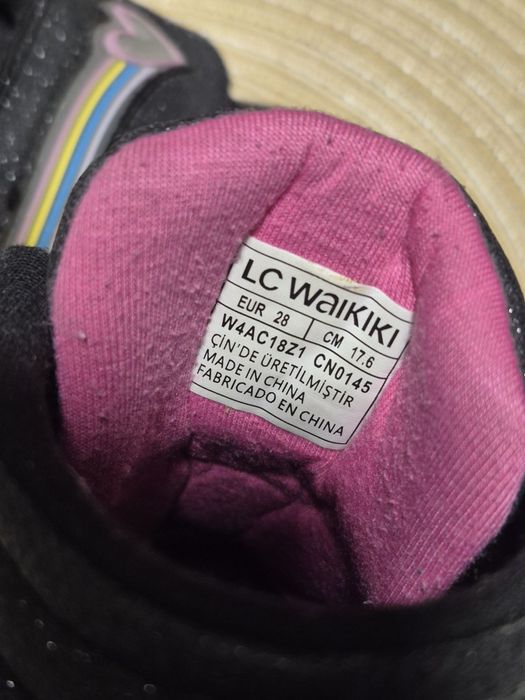 LC WAIKIKI
EUR 28 CM 17.6
W4AC18Z1 CN0145
ÇİN'DE ÜRETİLMİŞTİR
MADE IN CHINA
FABRICADO EN CHINA